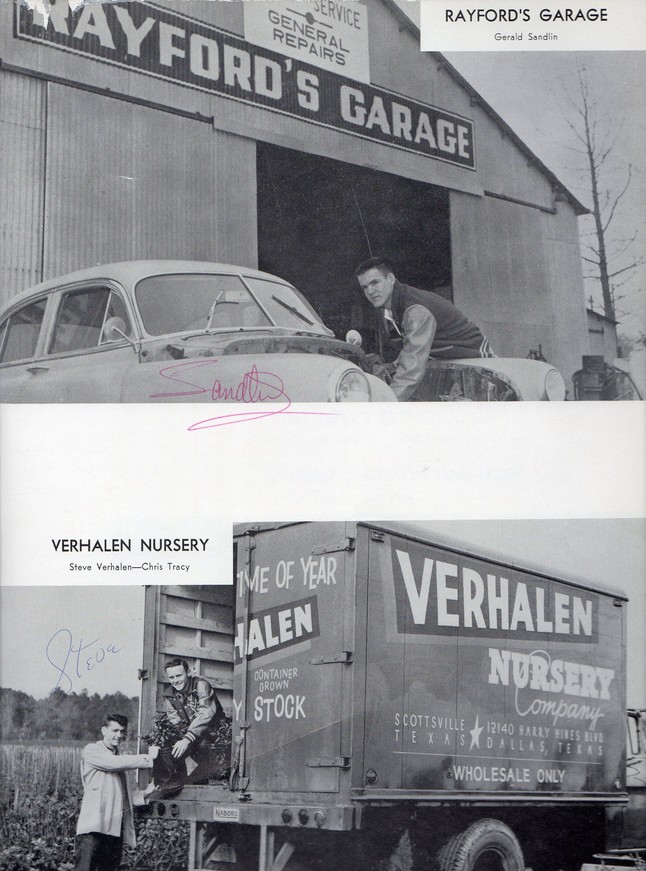 RAYFORD'S GARAGE
Gerald Sandlin
SERVICE
GENERAL
REPAIRS
RAYFORD'S GARAGE
Sandlin
VERHALEN NURSERY
Steve Verhalen—Chris Tracy
Steve
IME OF YEAR
HALEN
CONTAINER
GROWN
Y STOCK
VERHALEN
NURSERY
Company
SCOTTSVILLE 12140 HARRY HINES BLVD
TEXAS DALLAS, TEXAS
WHOLESALE ONLY
NABORS